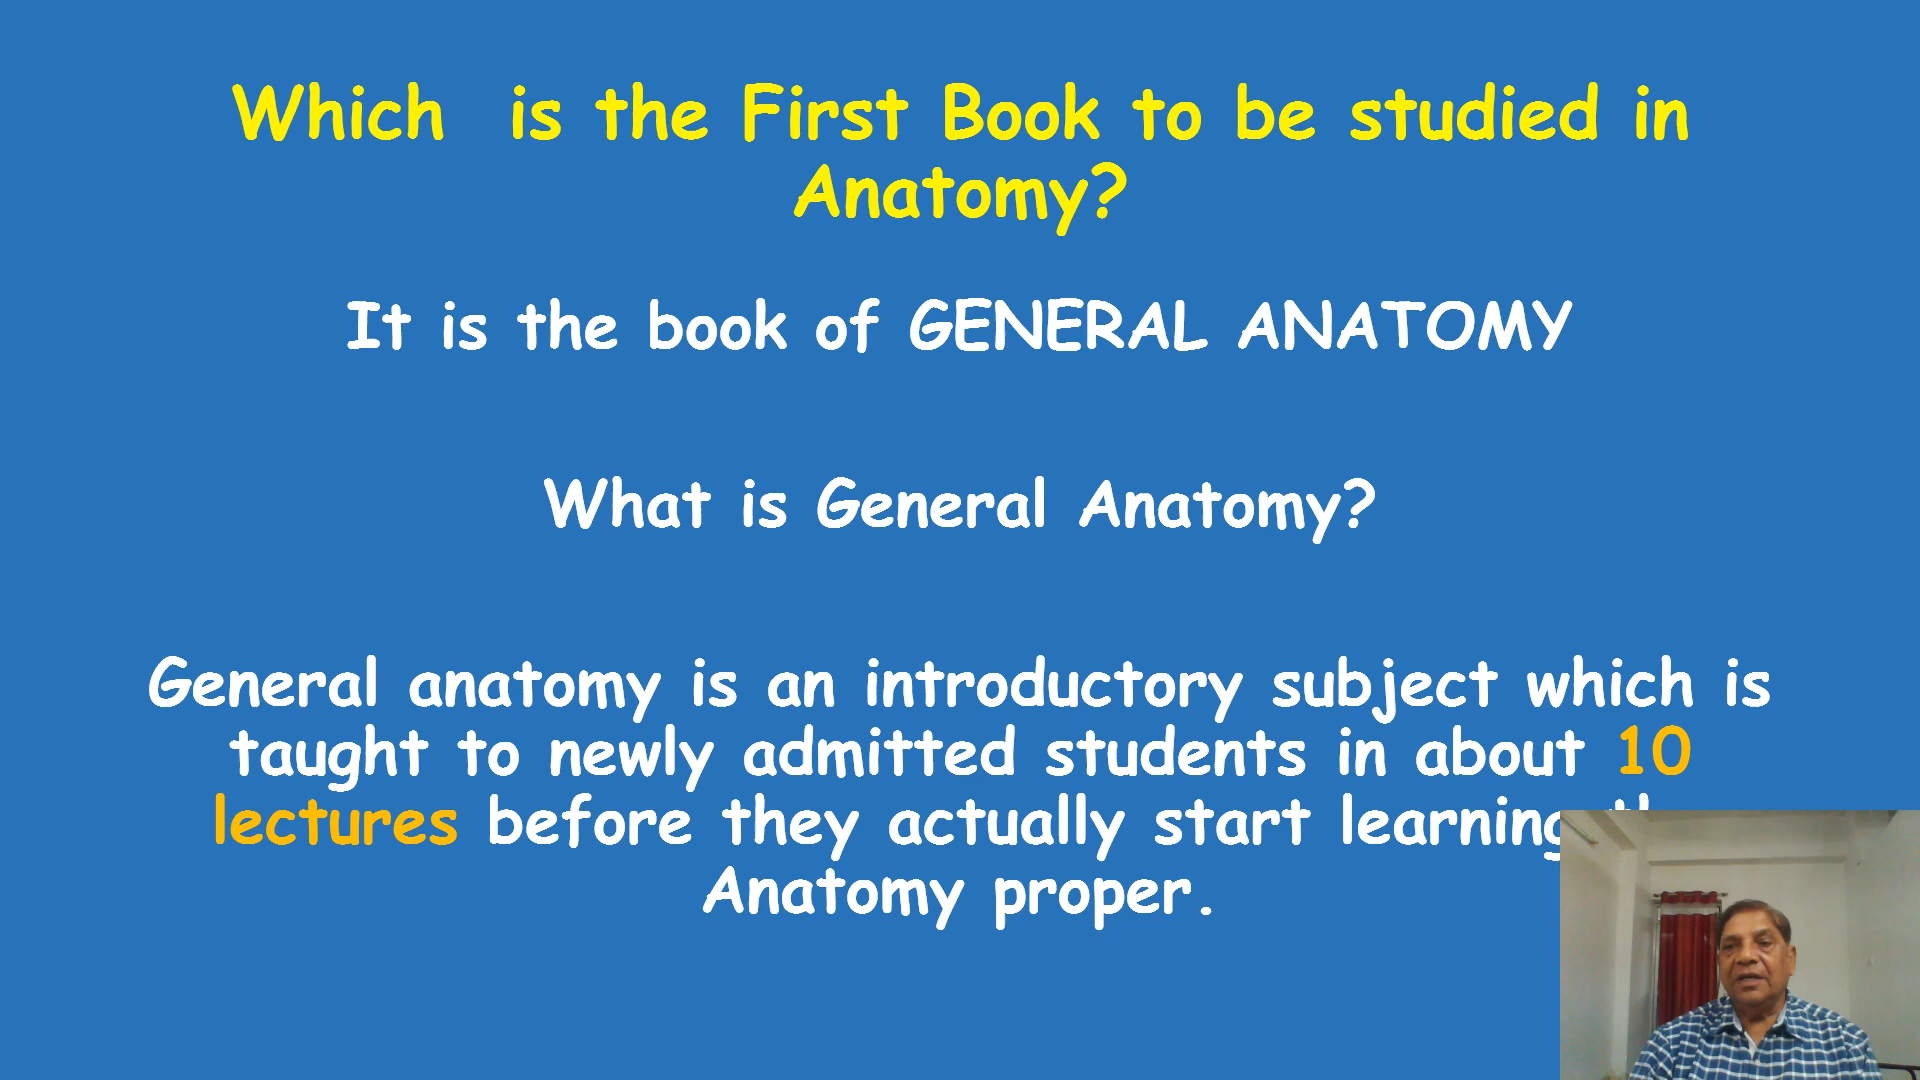 Which is the First Book to be studied in
Anatomy?
It is the book of GENERAL ANATOMY
What is General Anatomy?
General anatomy is an introductory subject which is
taught to newly admitted students in about 10
lectures before they actually start learning
Anatomy proper.